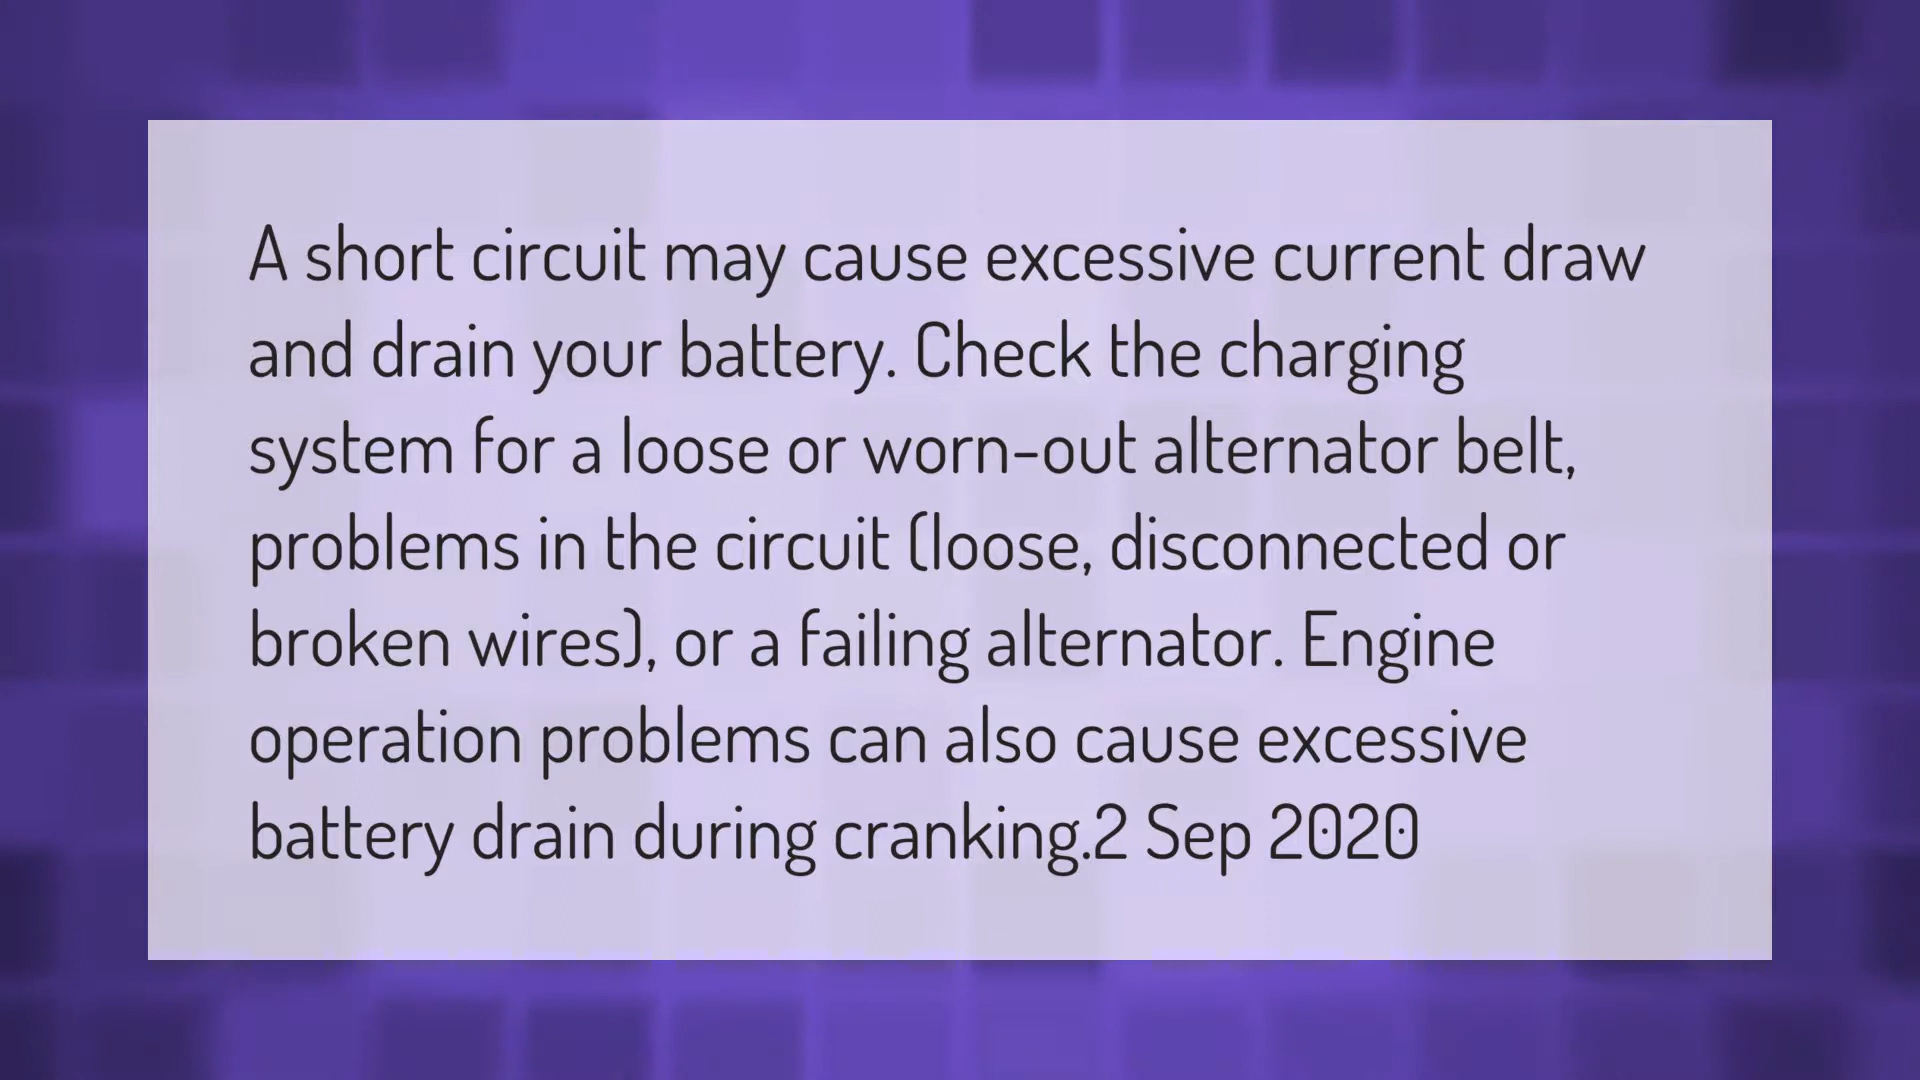 A short circuit may cause excessive current draw
and drain your battery. Check the charging
system for a loose or worn-out alternator belt,
problems in the circuit (loose, disconnected or
broken wires), or a failing alternator. Engine
operation problems can also cause excessive
battery drain during cranking.2 Sep 2020